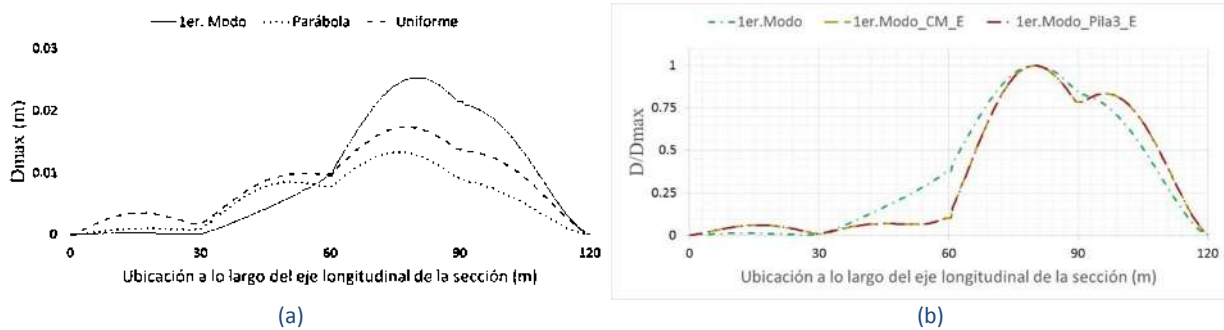 1er. Modo Parábola Uniforme
0.03
0.02
0.01
0
Dmax (m)
0 30 60 90 120
Ubicación a lo largo del eje longitudinal de la sección (m)
(a)
1er.Modo 1er.Modo_CM_E 1er.Modo_Pila3_E
1
0.75
0.5
0.25
0
D/Dmax
0 30 60 90 120
Ubicación a lo largo del eje longitudinal de la sección (m)
(b)